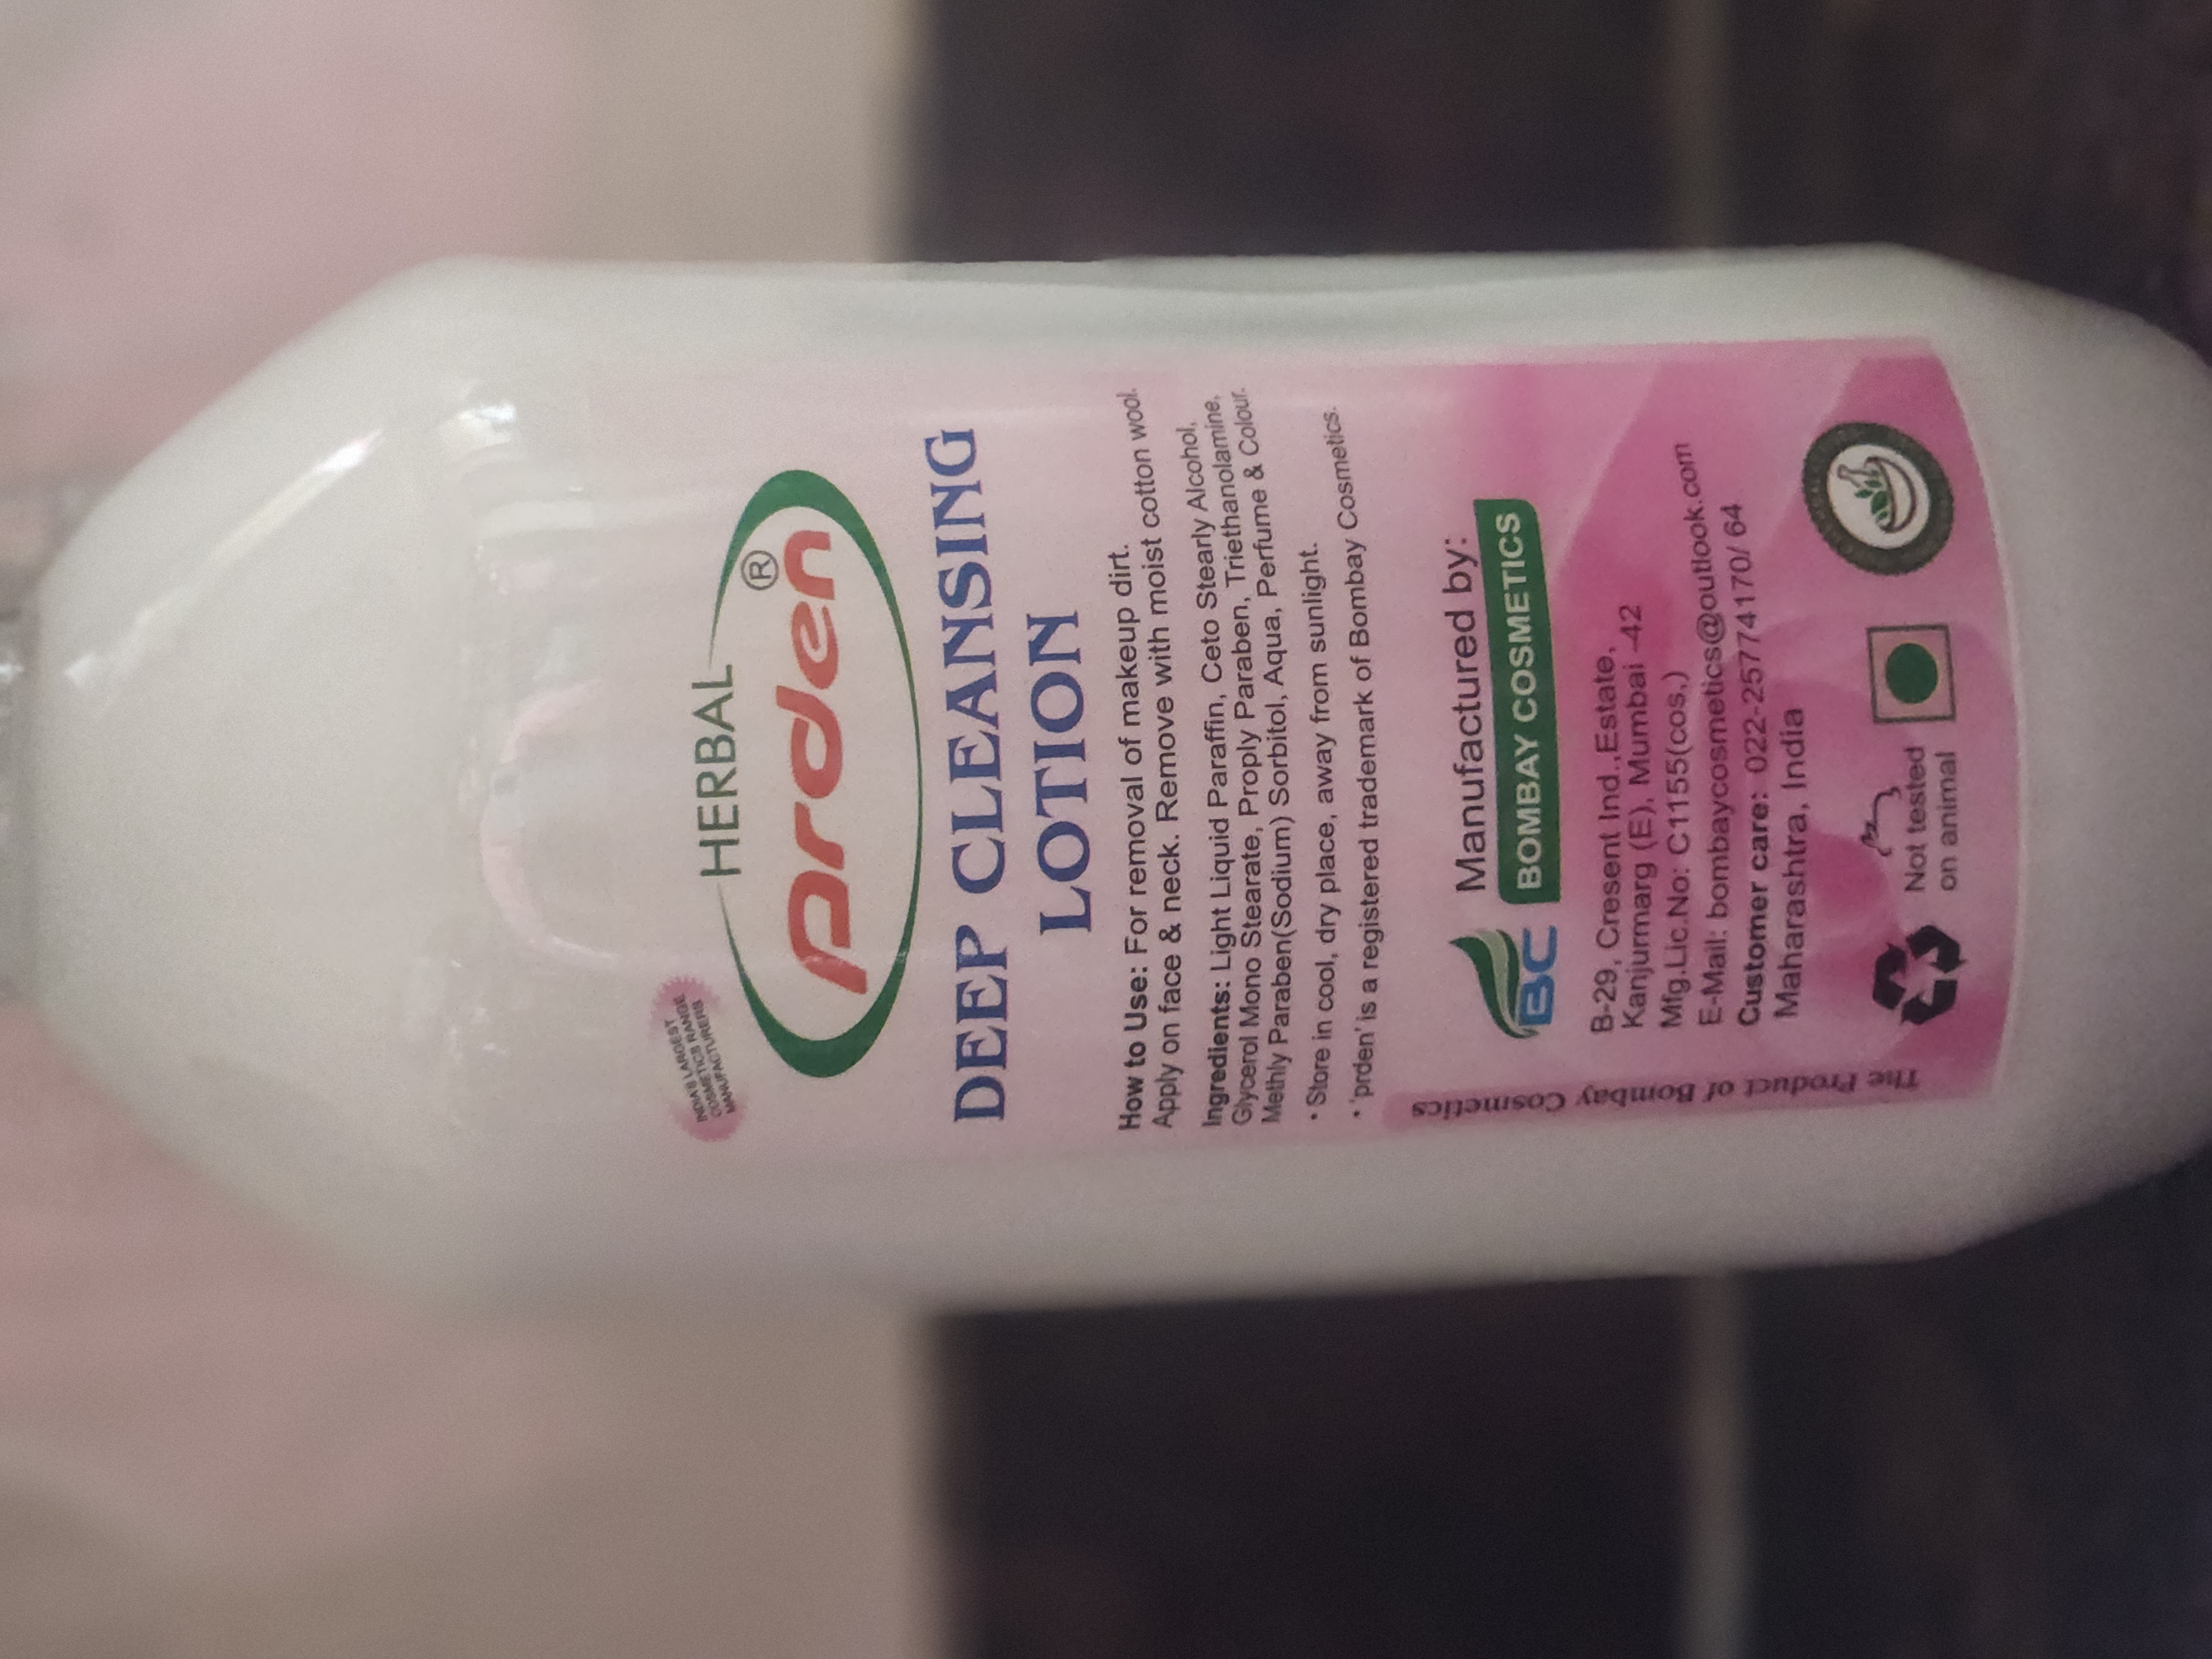 INDIA'S LARGEST
COSMETICS RANGE
MANUFACTURERS
HERBAL
prden®
DEEP CLEANSING
LOTION
How to Use: For removal of makeup dirt.
Apply on face & neck. Remove with moist cotton wool.
Ingredients: Light Liquid Paraffin, Ceto Stearly Alcohol,
Glycerol Mono Stearate, Proply Paraben, Triethanolamine,
Methly Paraben(Sodium) Sorbitol, Aqua, Perfume & Colour.
• Store in cool, dry place, away from sunlight.
• 'prden' is a registered trademark of Bombay Cosmetics.
Manufactured by:
BC BOMBAY COSMETICS
B-29, Cresent Ind.,Estate,
Kanjurmarg (E), Mumbai -42
Mfg.Lic.No: C1155(cos,)
E-Mail: bombaycosmetics@outlook.com
Customer care: 022-25774170/ 64
Maharashtra, India
Not tested
on animal
The Product of Bombay Cosmetics